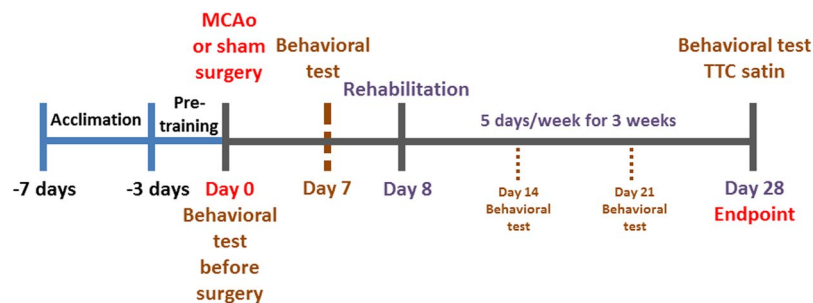 MCAo
or sham
surgery
Behavioral
test
Behavioral test
TTC satin
Acclimation
Pre-
training
Rehabilitation
5 days/week for 3 weeks
-7 days
-3 days
Day 0
Behavioral
test
before
surgery
Day 7
Day 8
Day 14
Behavioral
test
Day 21
Behavioral
test
Day 28
Endpoint